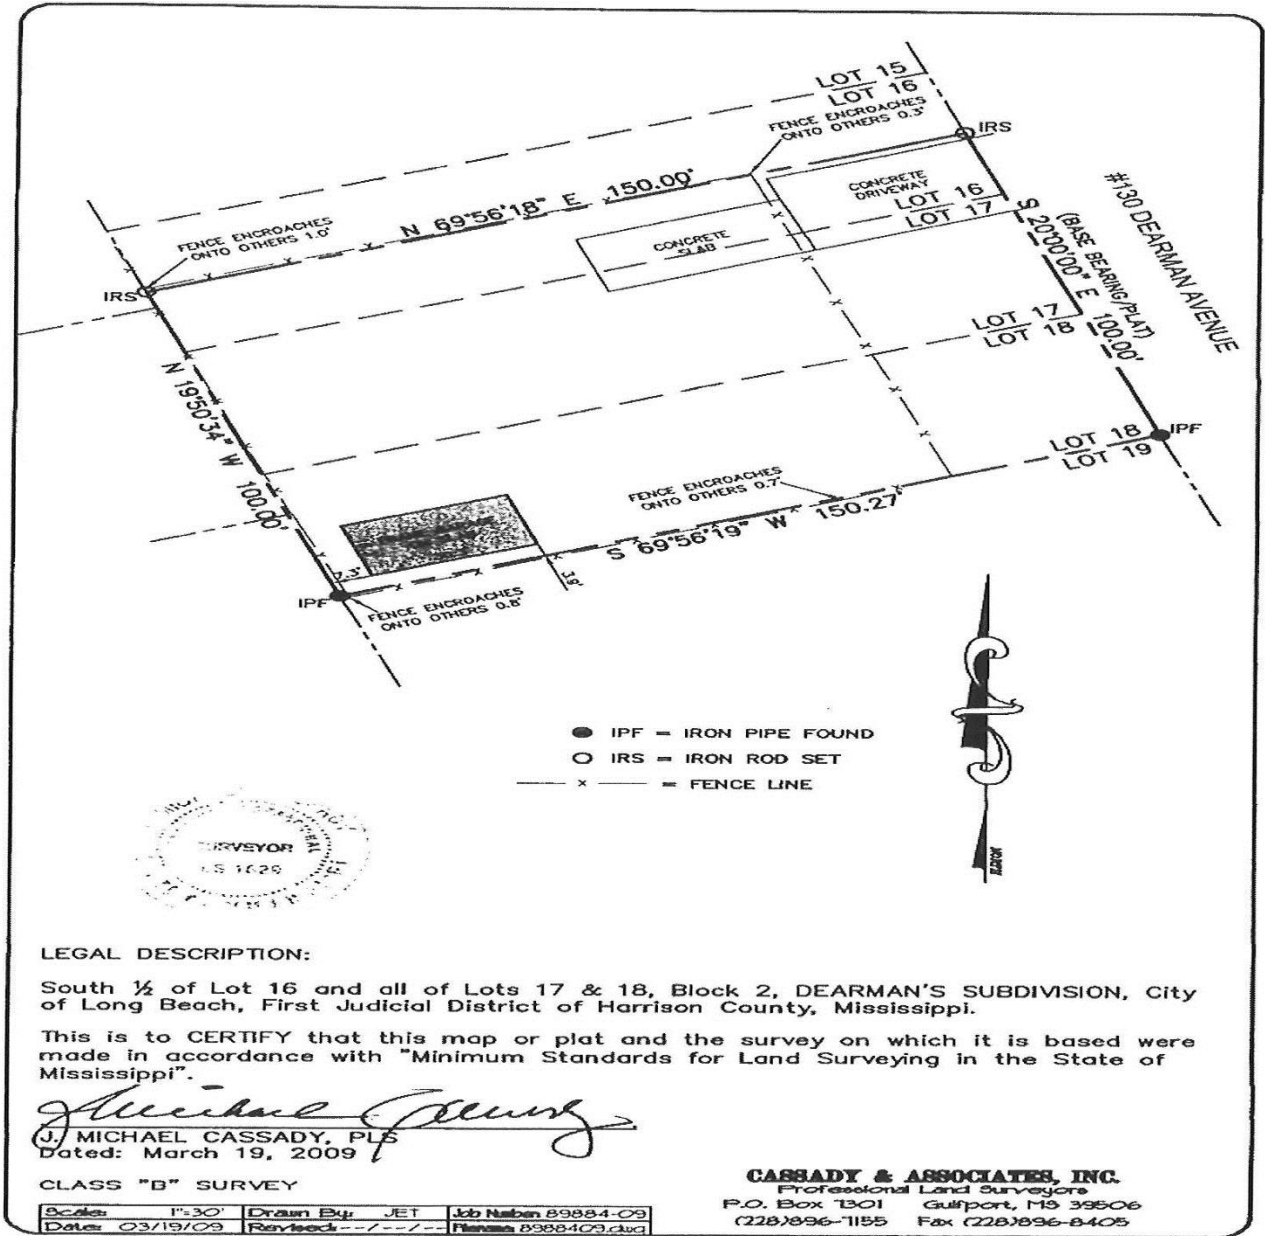 LOT 15
LOT 16
FENCE ENCROACHES
ONTO OTHERS 0.3'
IRS
CONCRETE
DRIVEWAY
LOT 16
LOT 17
#130 DEARMAN AVENUE
S 20°00'00" E 100.00'
(BASE BEARING/PLAT)
N 69°56'18" E 150.00'
FENCE ENCROACHES
ONTO OTHERS 1.0'
CONCRETE
SLAB
IRS
LOT 17
LOT 18
N 19°50'34" W 100.00'
LOT 18
LOT 19
IPF
FENCE ENCROACHES
ONTO OTHERS 0.7'
S 69°56'19" W 150.27'
7.3'
3.9'
IPF
FENCE ENCROACHES
ONTO OTHERS 0.8'
IPF = IRON PIPE FOUND
IRS = IRON ROD SET
x = FENCE LINE
LEGAL DESCRIPTION:
South ½ of Lot 16 and all of Lots 17 & 18, Block 2, DEARMAN'S SUBDIVISION, City
of Long Beach, First Judicial District of Harrison County, Mississippi.
This is to CERTIFY that this map or plat and the survey on which it is based were
made in accordance with "Minimum Standards for Land Surveying in the State of
Mississippi".
J. MICHAEL CASSADY, PLS
Dated: March 19, 2009
CLASS "B" SURVEY
Scale: 1"=30' Drawn By: JET Job Number: 89884-09
Date: 03/19/09 Revised: --/--/-- Filename: 8988409.dwg
CASSADY & ASSOCIATES, INC.
Professional Land Surveyors
P.O. Box 7301 Gulfport, MS 39506
(228)896-7155 Fax (228)896-8405